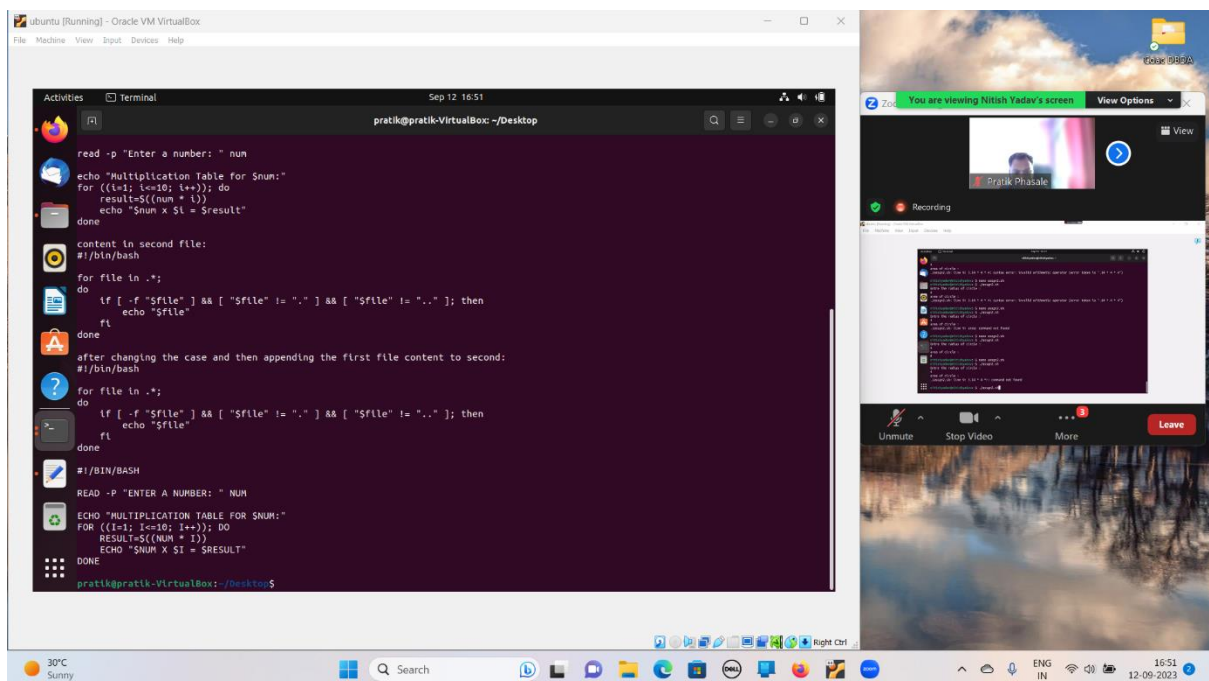 ubuntu [Running] - Oracle VM VirtualBox
File Machine View Input Devices Help
Activities Terminal Sep 12 16:51
pratik@pratik-VirtualBox: ~/Desktop
read -p "Enter a number: " num
echo "Multiplication Table for $num:"
for ((i=1; i<=10; i++)); do
result=$((num * i))
echo "$num x $i = $result"
done
content in second file:
#!/bin/bash
for file in .*;
do
if [ -f "$file" ] && [ "$file" != "." ] && [ "$file" != ".." ]; then
echo "$file"
fi
done
after changing the case and then appending the first file content to second:
#!/bin/bash
for file in .*;
do
if [ -f "$file" ] && [ "$file" != "." ] && [ "$file" != ".." ]; then
echo "$file"
fi
done
#!/BIN/BASH
READ -P "ENTER A NUMBER: " NUM
ECHO "MULTIPLICATION TABLE FOR $NUM:"
FOR ((I=1; I<=10; I++)); DO
RESULT=$((NUM * I))
ECHO "$NUM X $I = $RESULT"
DONE
pratik@pratik-VirtualBox:~/Desktop$
Right Ctrl
You are viewing Nitish Yadav's screen View Options
View
Pratik Phasale
Recording
Unmute Stop Video More 3 Leave
30°C
Sunny
Search
DELL
zoom
ENG
IN
16:51
12-09-2023
2